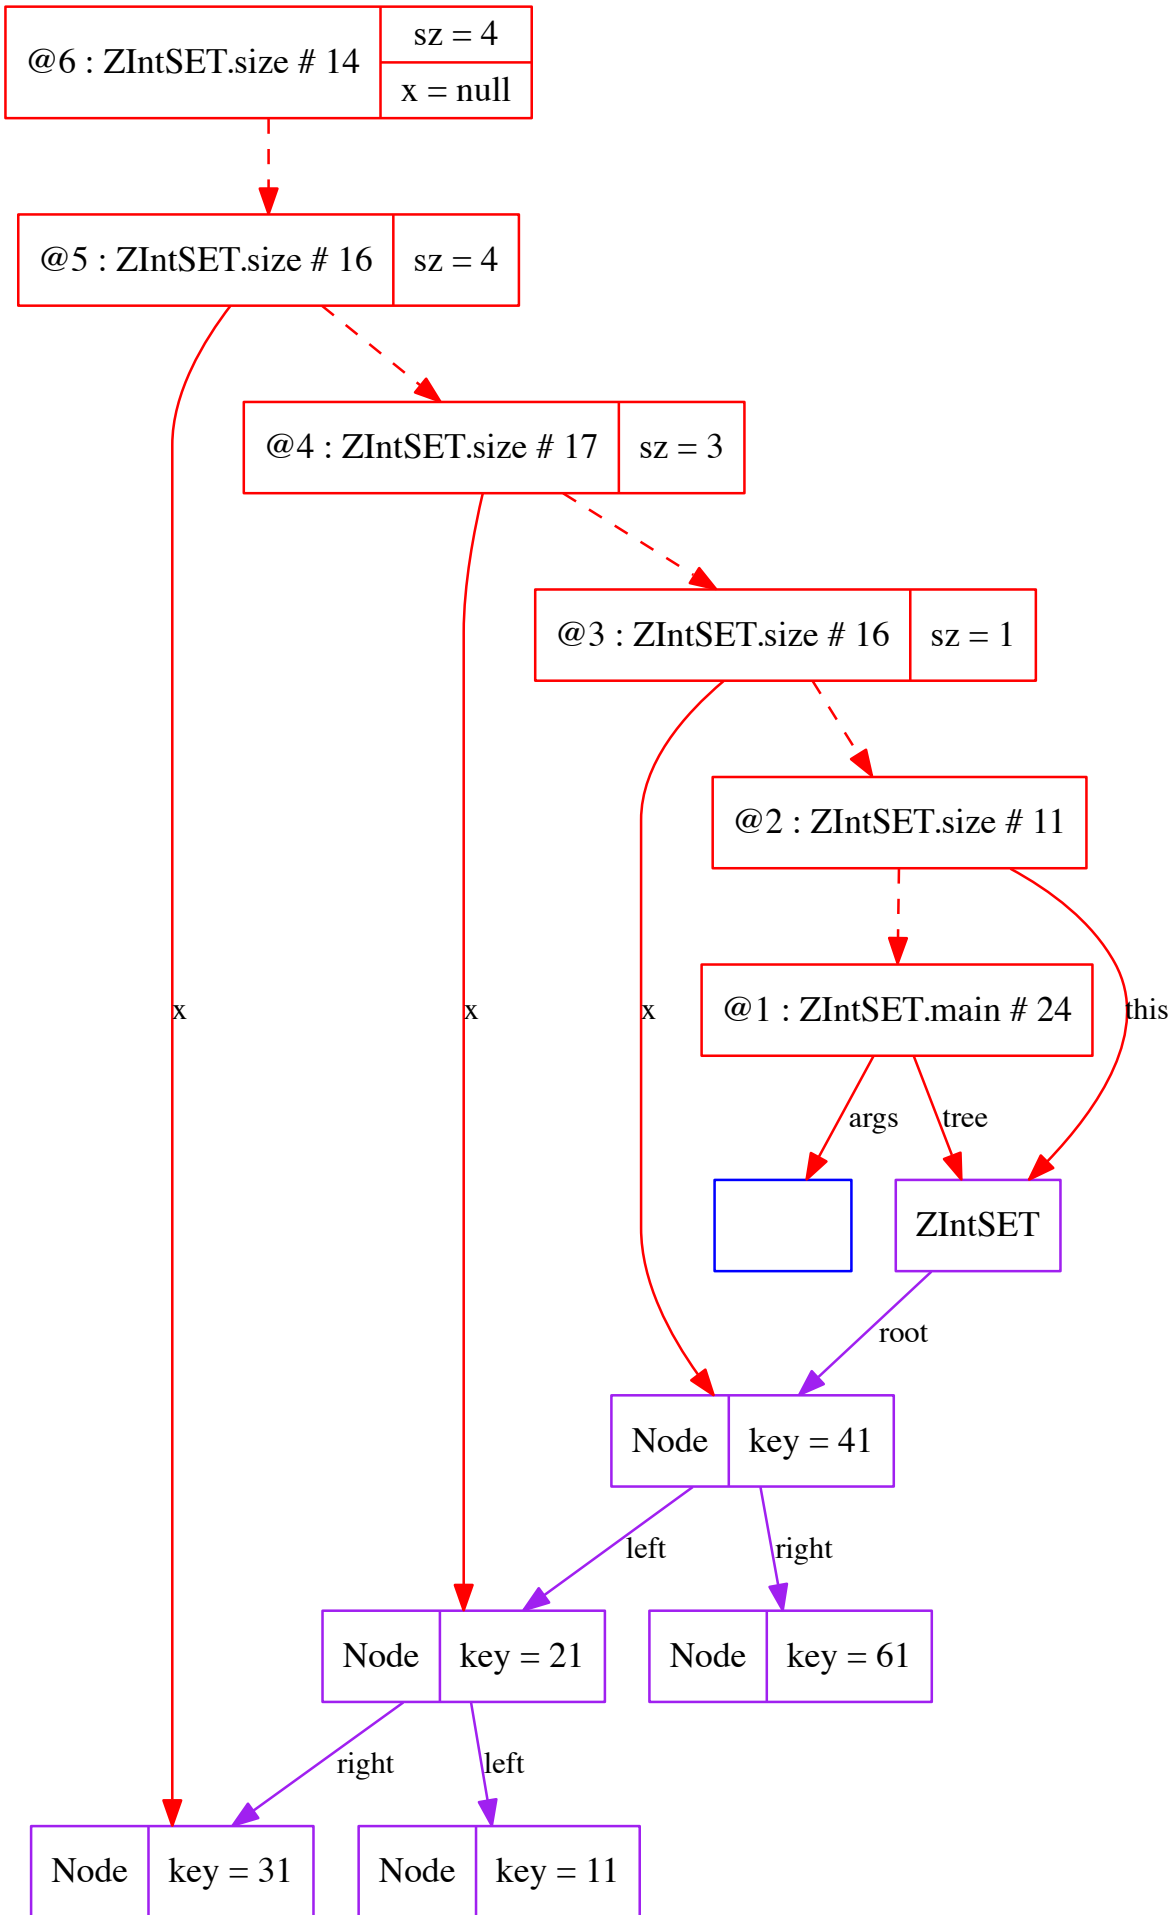 @6 : ZIntSET.size # 14
sz = 4
x = null
@5 : ZIntSET.size # 16
sz = 4
@4 : ZIntSET.size # 17
sz = 3
@3 : ZIntSET.size # 16
sz = 1
@2 : ZIntSET.size # 11
x
x
x
@1 : ZIntSET.main # 24
this
args
tree
ZIntSET
root
Node
key = 41
left
right
Node
key = 21
Node
key = 61
right
left
Node
key = 31
Node
key = 11